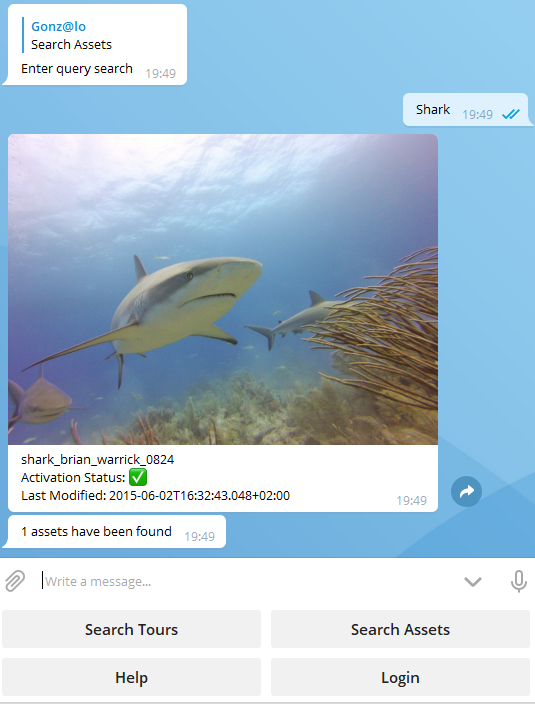 Gonz@lo
Search Assets
Enter query search 19:49
Shark 19:49
shark_brian_warrick_0824
Activation Status: ✅
Last Modified: 2015-06-02T16:32:43.048+02:00
19:49
1 assets have been found 19:49
Write a message...
Search Tours
Search Assets
Help
Login